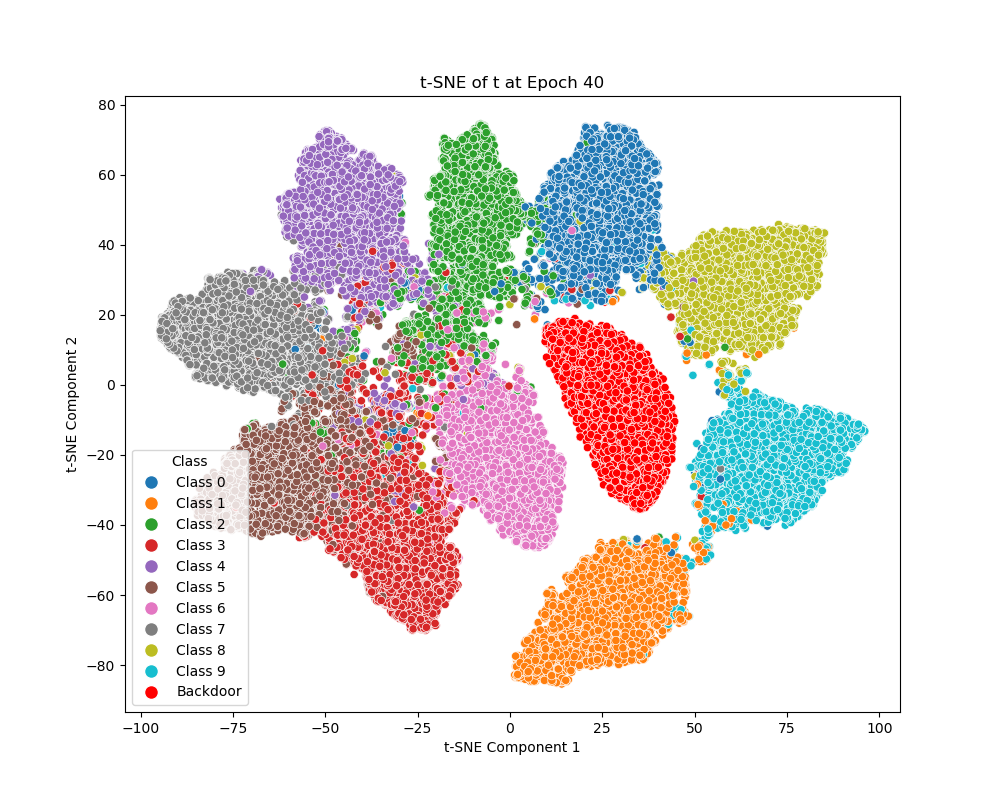 t-SNE of t at Epoch 40
80
60
40
20
0
−20
−40
−60
−80
t-SNE Component 2
Class
Class 0
Class 1
Class 2
Class 3
Class 4
Class 5
Class 6
Class 7
Class 8
Class 9
Backdoor
−100
−75
−50
−25
0
25
50
75
100
t-SNE Component 1